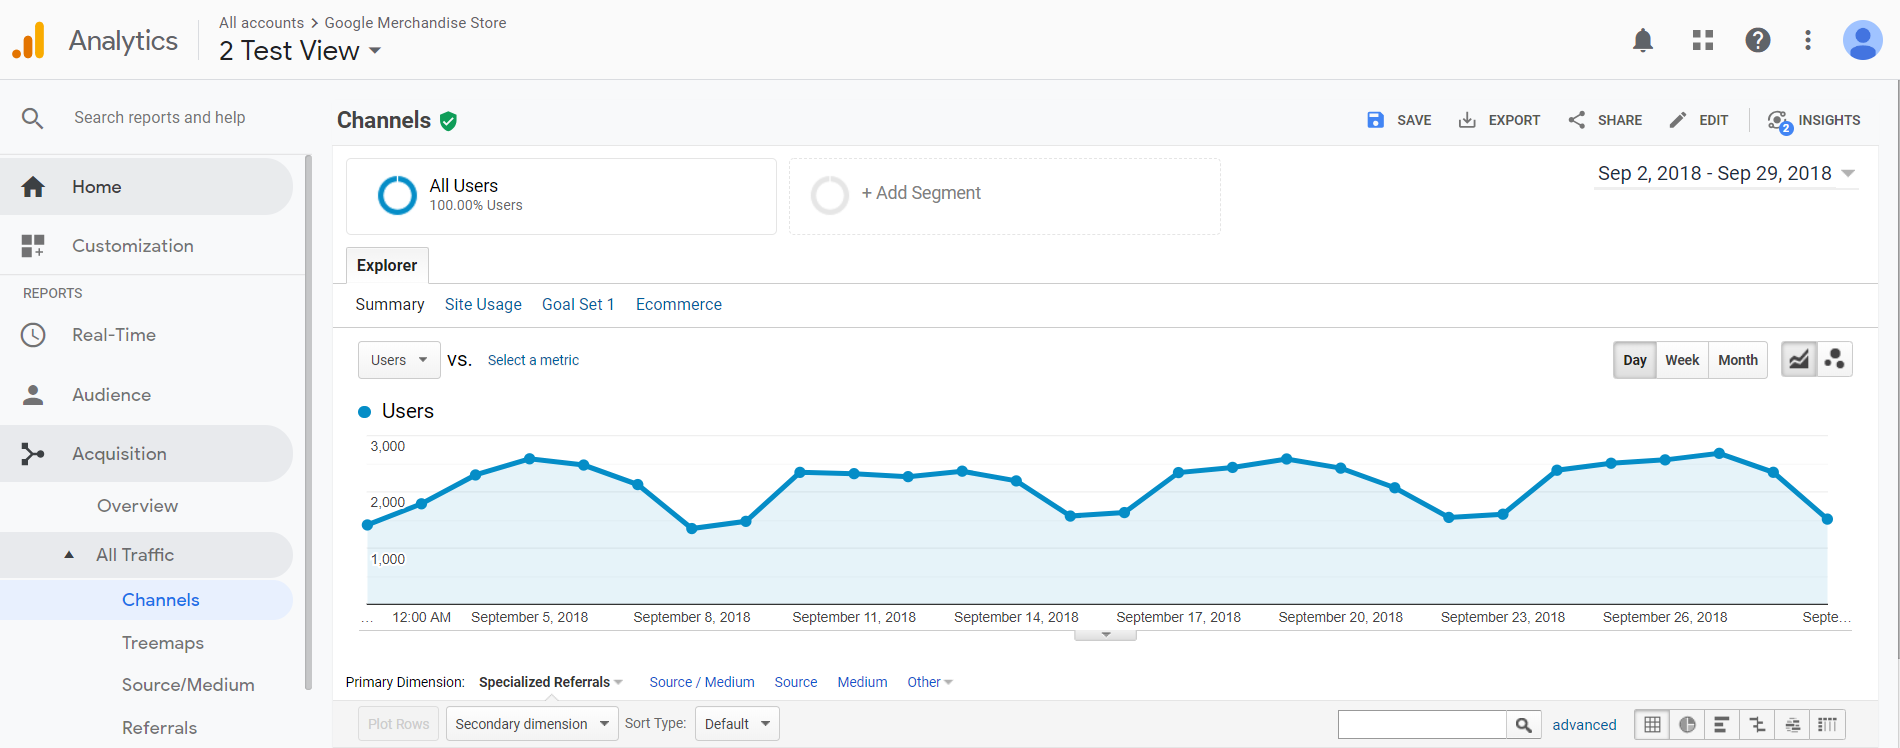 Analytics
All accounts > Google Merchandise Store
2 Test View
Search reports and help
Home
Customization
REPORTS
Real-Time
Audience
Acquisition
Overview
All Traffic
Channels
Treemaps
Source/Medium
Referrals
Channels
SAVE EXPORT SHARE EDIT 2 INSIGHTS
All Users
100.00% Users
+ Add Segment
Sep 2, 2018 - Sep 29, 2018
Explorer
Summary Site Usage Goal Set 1 Ecommerce
Users VS. Select a metric
Day Week Month
Users
3,000
2,000
1,000
... 12:00 AM September 5, 2018 September 8, 2018 September 11, 2018 September 14, 2018 September 17, 2018 September 20, 2018 September 23, 2018 September 26, 2018 Septe...
Primary Dimension: Specialized Referrals Source / Medium Source Medium Other
Plot Rows Secondary dimension Sort Type: Default advanced